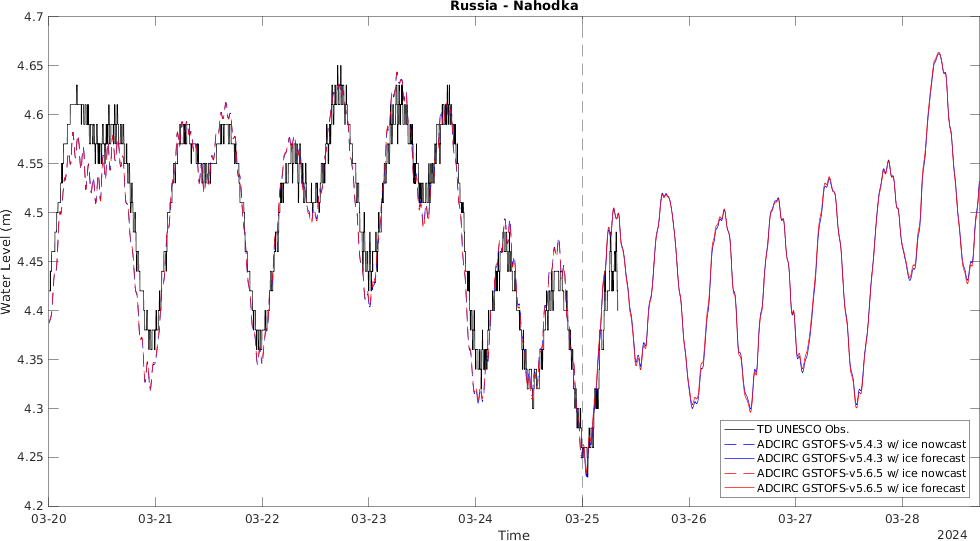 Russia - Nahodka
Water Level (m)
4.7
4.65
4.6
4.55
4.5
4.45
4.4
4.35
4.3
4.25
4.2
TD UNESCO Obs.
ADCIRC GSTOFS-v5.4.3 w/ ice nowcast
ADCIRC GSTOFS-v5.4.3 w/ ice forecast
ADCIRC GSTOFS-v5.6.5 w/ ice nowcast
ADCIRC GSTOFS-v5.6.5 w/ ice forecast
03-20 03-21 03-22 03-23 03-24 03-25 03-26 03-27 03-28
Time
2024